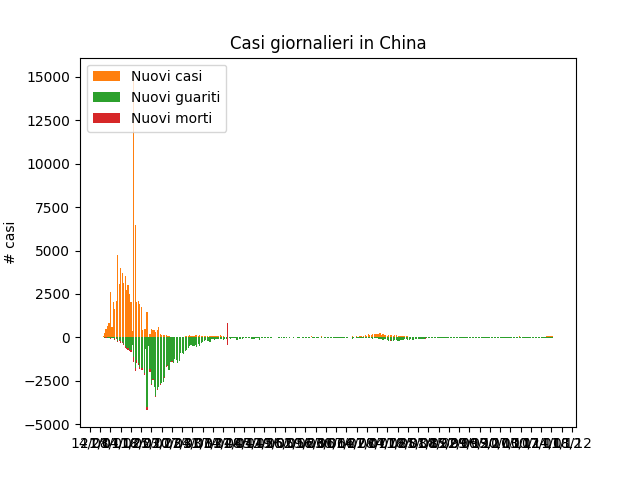 Casi giornalieri in China
Nuovi casi
Nuovi guariti
Nuovi morti
# casi
15000
12500
10000
7500
5000
2500
0
−2500
−5000